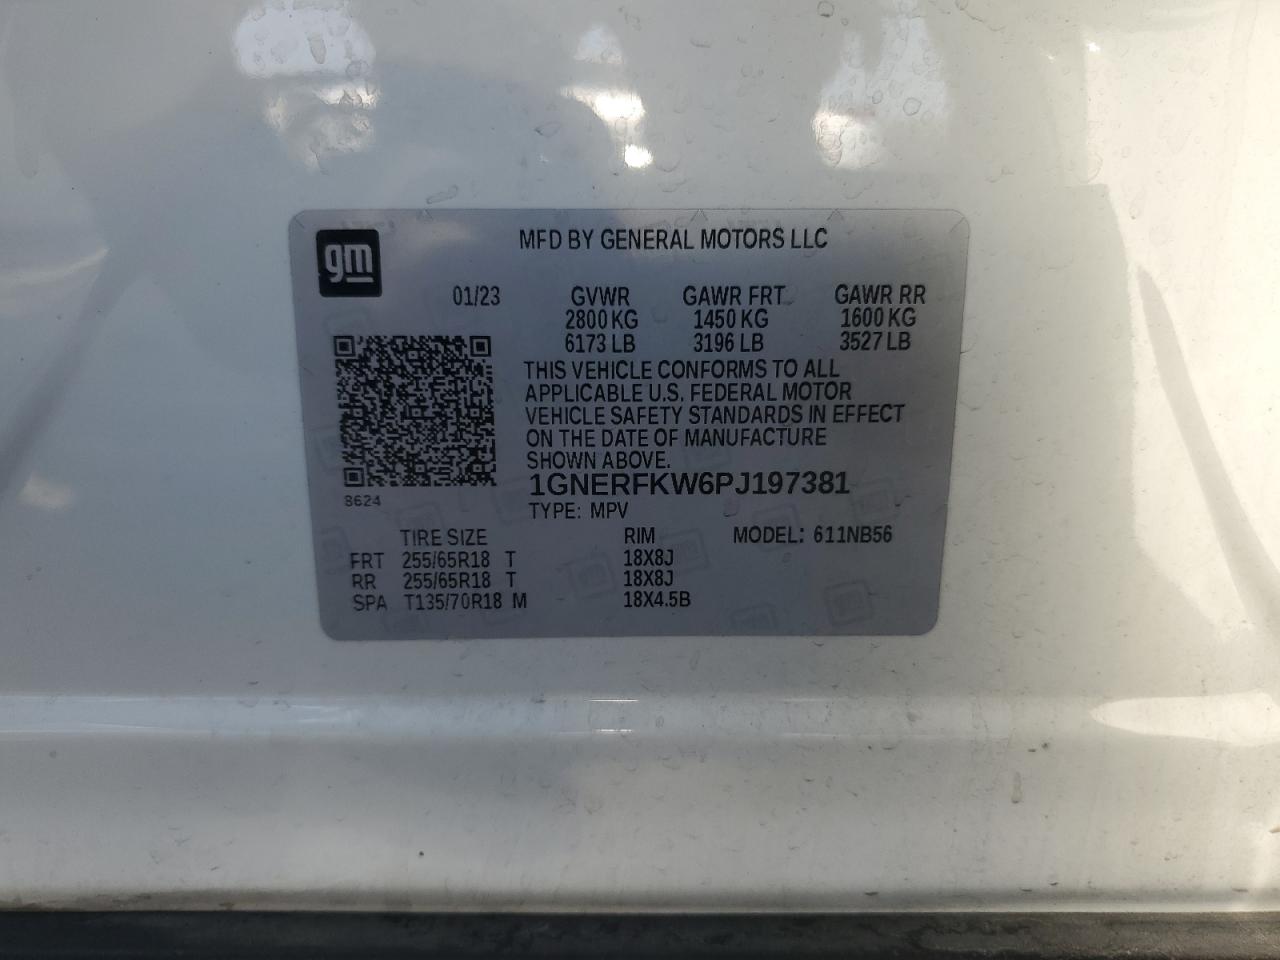 MFD BY GENERAL MOTORS LLC
gm
01/23 GVWR GAWR FRT GAWR RR
2800 KG 1450 KG 1600 KG
6173 LB 3196 LB 3527 LB
THIS VEHICLE CONFORMS TO ALL
APPLICABLE U.S. FEDERAL MOTOR
VEHICLE SAFETY STANDARDS IN EFFECT
ON THE DATE OF MANUFACTURE
SHOWN ABOVE.
1GNERFKW6PJ197381
8624
TYPE: MPV
TIRE SIZE RIM MODEL: 611NB56
FRT 255/65R18 T 18X8J
RR 255/65R18 T 18X8J
SPA T135/70R18 M 18X4.5B